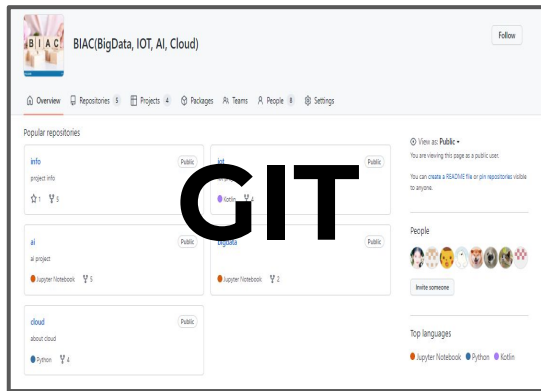 BIAC
BIAC(BigData, IOT, AI, Cloud)
Follow
Overview Repositories 5 Projects 4 Packages Teams People 8 Settings
Popular repositories
View as: Public
You are viewing this page as a public user.
You can create a README file or pin repositories visible to anyone.
info Public
project info
1 5
iot Public
Kotlin 4
GIT
ai Public
ai project
Jupyter Notebook 5
bigdata Public
Jupyter Notebook 2
People
Invite someone
cloud Public
about cloud
Python 4
Top languages
Jupyter Notebook Python Kotlin